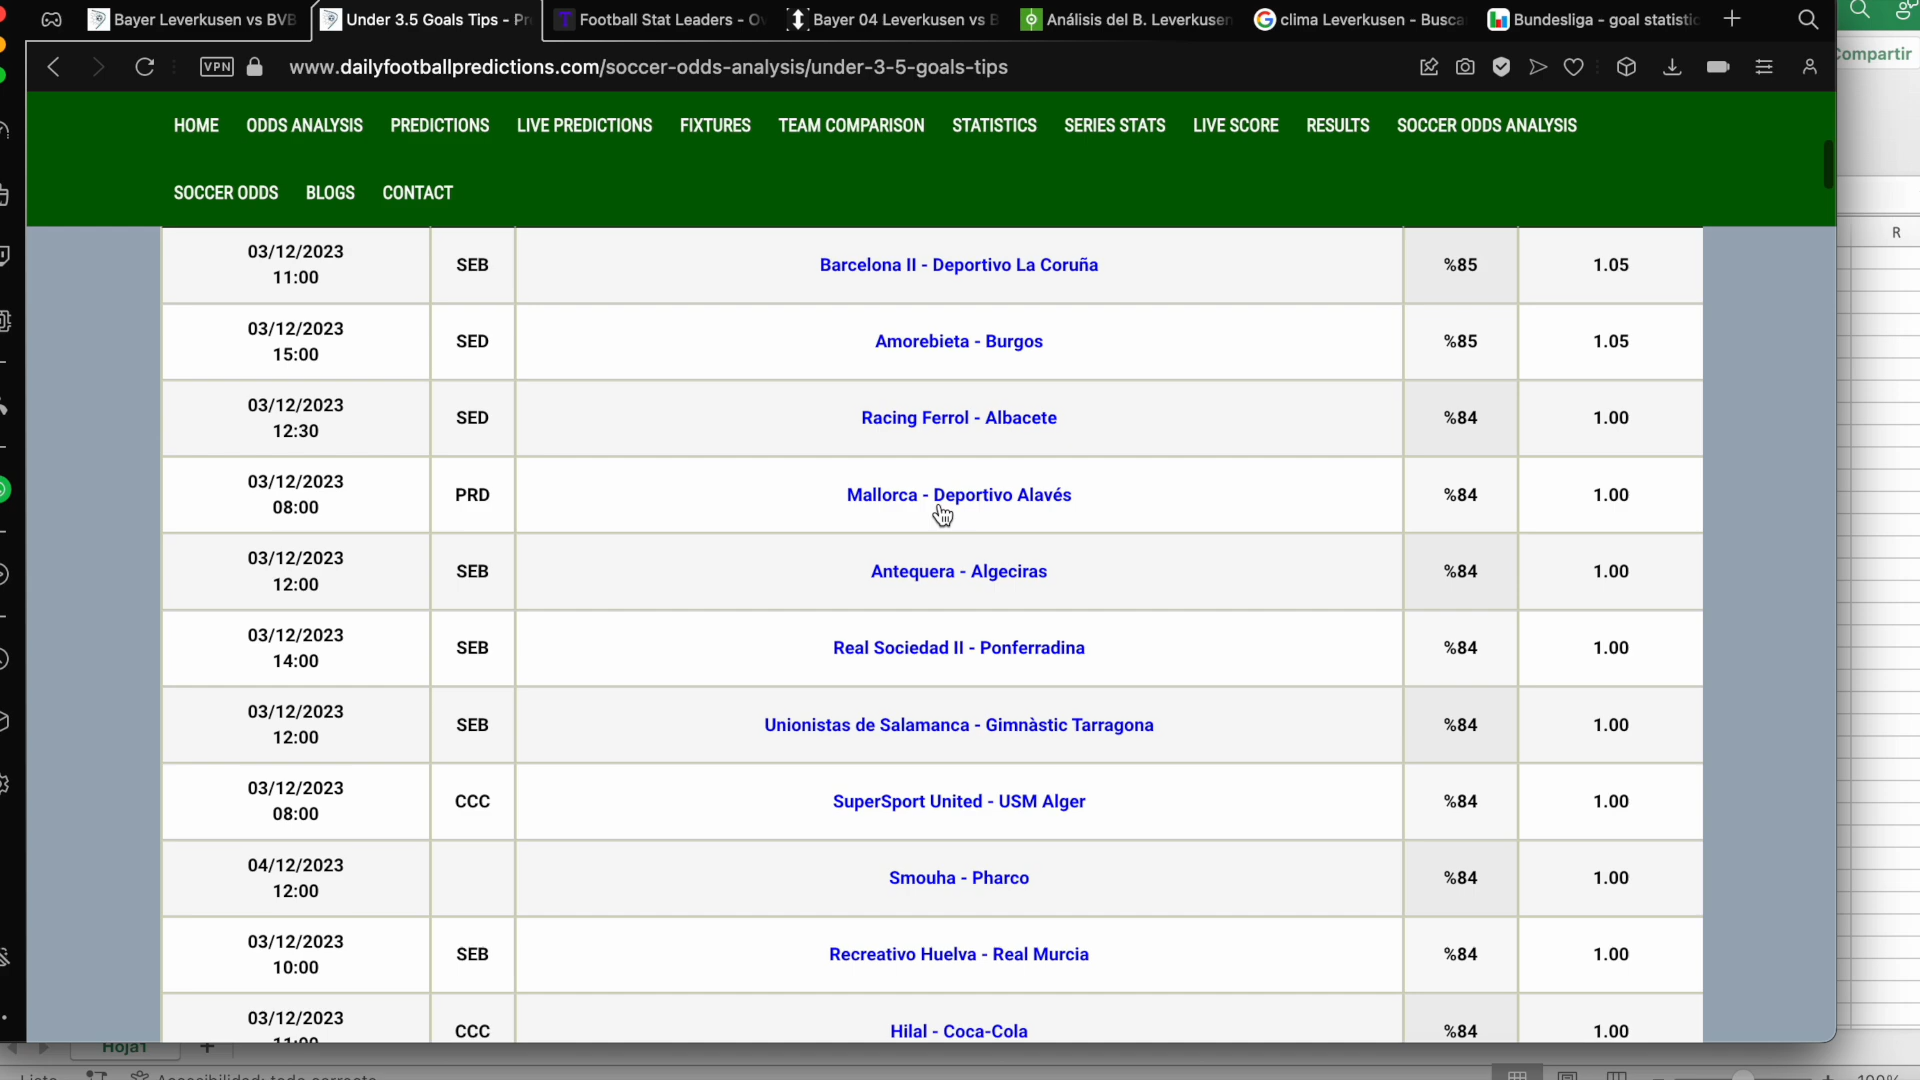 Bayer Leverkusen vs BVB
Under 3.5 Goals Tips - Pr
Football Stat Leaders - Ov
Bayer 04 Leverkusen vs B
Análisis del B. Leverkusen
clima Leverkusen - Busca
Bundesliga - goal statistic
VPN
www.dailyfootballpredictions.com/soccer-odds-analysis/under-3-5-goals-tips
Compartir
HOME ODDS ANALYSIS PREDICTIONS LIVE PREDICTIONS FIXTURES TEAM COMPARISON STATISTICS SERIES STATS LIVE SCORE RESULTS SOCCER ODDS ANALYSIS
SOCCER ODDS BLOGS CONTACT
R
03/12/2023
11:00
SEB Barcelona II - Deportivo La Coruña %85 1.05
03/12/2023
15:00
SED Amorebieta - Burgos %85 1.05
03/12/2023
12:30
SED Racing Ferrol - Albacete %84 1.00
03/12/2023
08:00
PRD Mallorca - Deportivo Alavés %84 1.00
03/12/2023
12:00
SEB Antequera - Algeciras %84 1.00
03/12/2023
14:00
SEB Real Sociedad II - Ponferradina %84 1.00
03/12/2023
12:00
SEB Unionistas de Salamanca - Gimnàstic Tarragona %84 1.00
03/12/2023
08:00
CCC SuperSport United - USM Alger %84 1.00
04/12/2023
12:00
Smouha - Pharco %84 1.00
03/12/2023
10:00
SEB Recreativo Huelva - Real Murcia %84 1.00
03/12/2023
11:00
CCC Hilal - Coca-Cola %84 1.00
Hoja1
Listo
Accesibilidad: todo correcto
100%